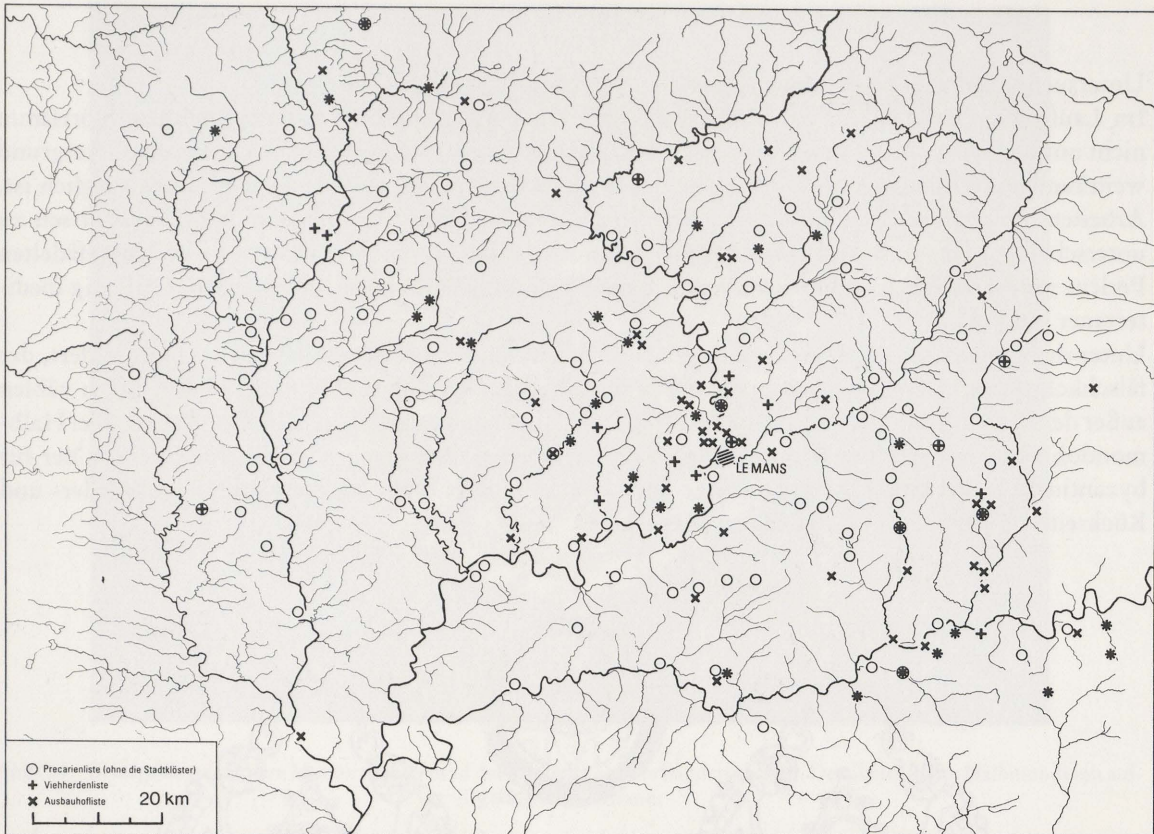 LE MANS
Precarienliste (ohne die Stadtklöster)
Viehherdenliste
Ausbauhofliste
20 km